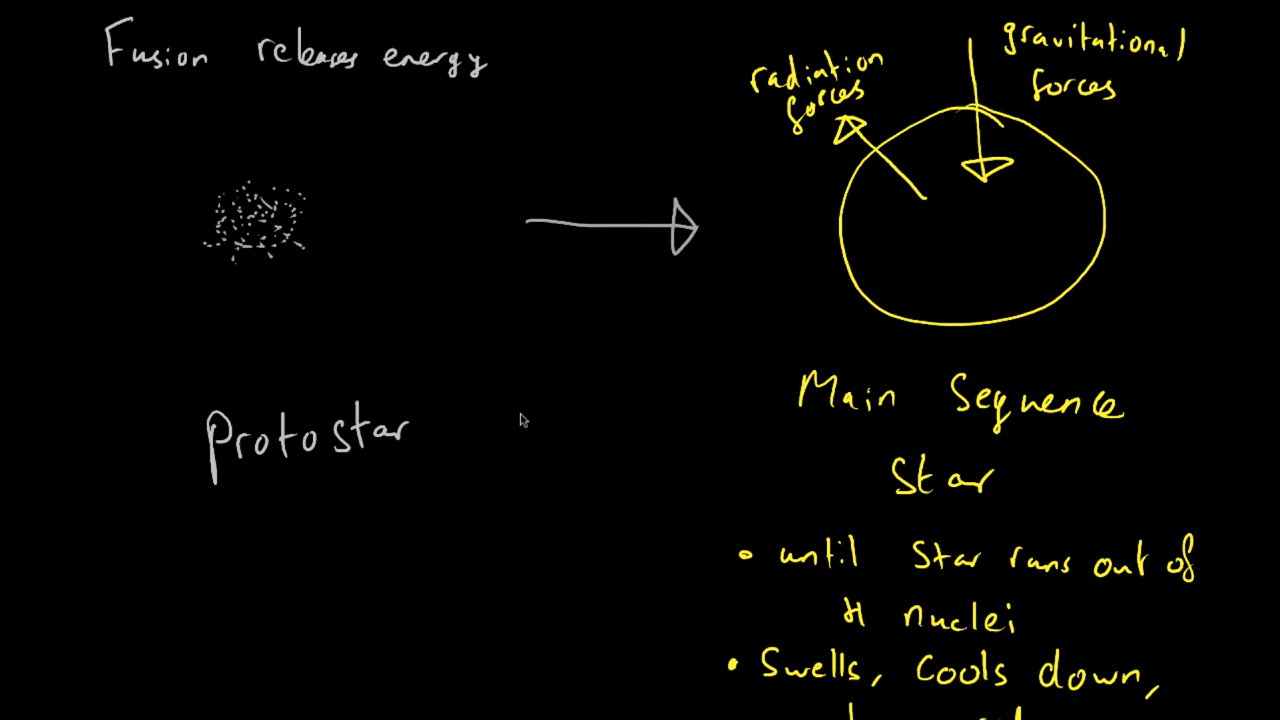 Fusion releases energy
radiation
forces
gravitational
forces
Protostar
Main Sequence
Star
• until Star runs out of
H nuclei
• Swells, Cools down,